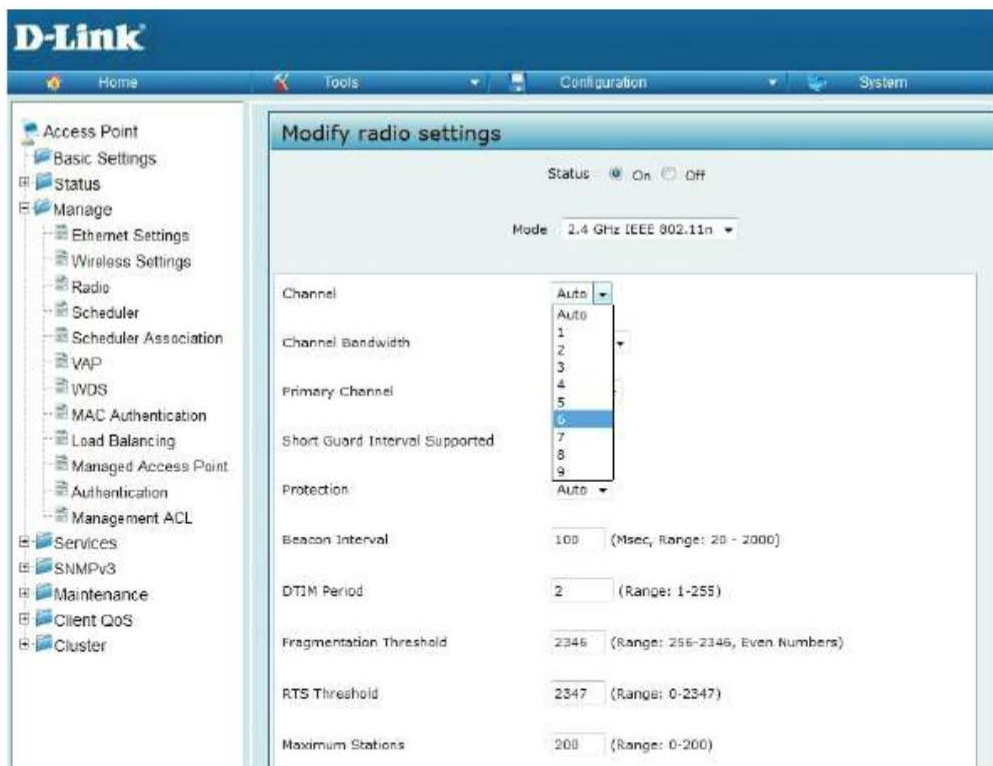 D-Link
Home Tools Configuration System
Access Point
Basic Settings
Status
Manage
Ethernet Settings
Wireless Settings
Radio
Scheduler
Scheduler Association
VAP
WDS
MAC Authentication
Load Balancing
Managed Access Point
Authentication
Management ACL
Services
SNMPv3
Maintenance
Client QoS
Cluster
Modify radio settings
Status On Off
Mode 2.4 GHz IEEE 802.11n
Channel Auto
Auto
1
2
3
4
5
6
7
8
9
Channel Bandwidth
Primary Channel
Short Guard Interval Supported
Protection Auto
Beacon Interval 100 (Msec, Range: 20 - 2000)
DTIM Period 2 (Range: 1-255)
Fragmentation Threshold 2346 (Range: 256-2346, Even Numbers)
RTS Threshold 2347 (Range: 0-2347)
Maximum Stations 200 (Range: 0-200)